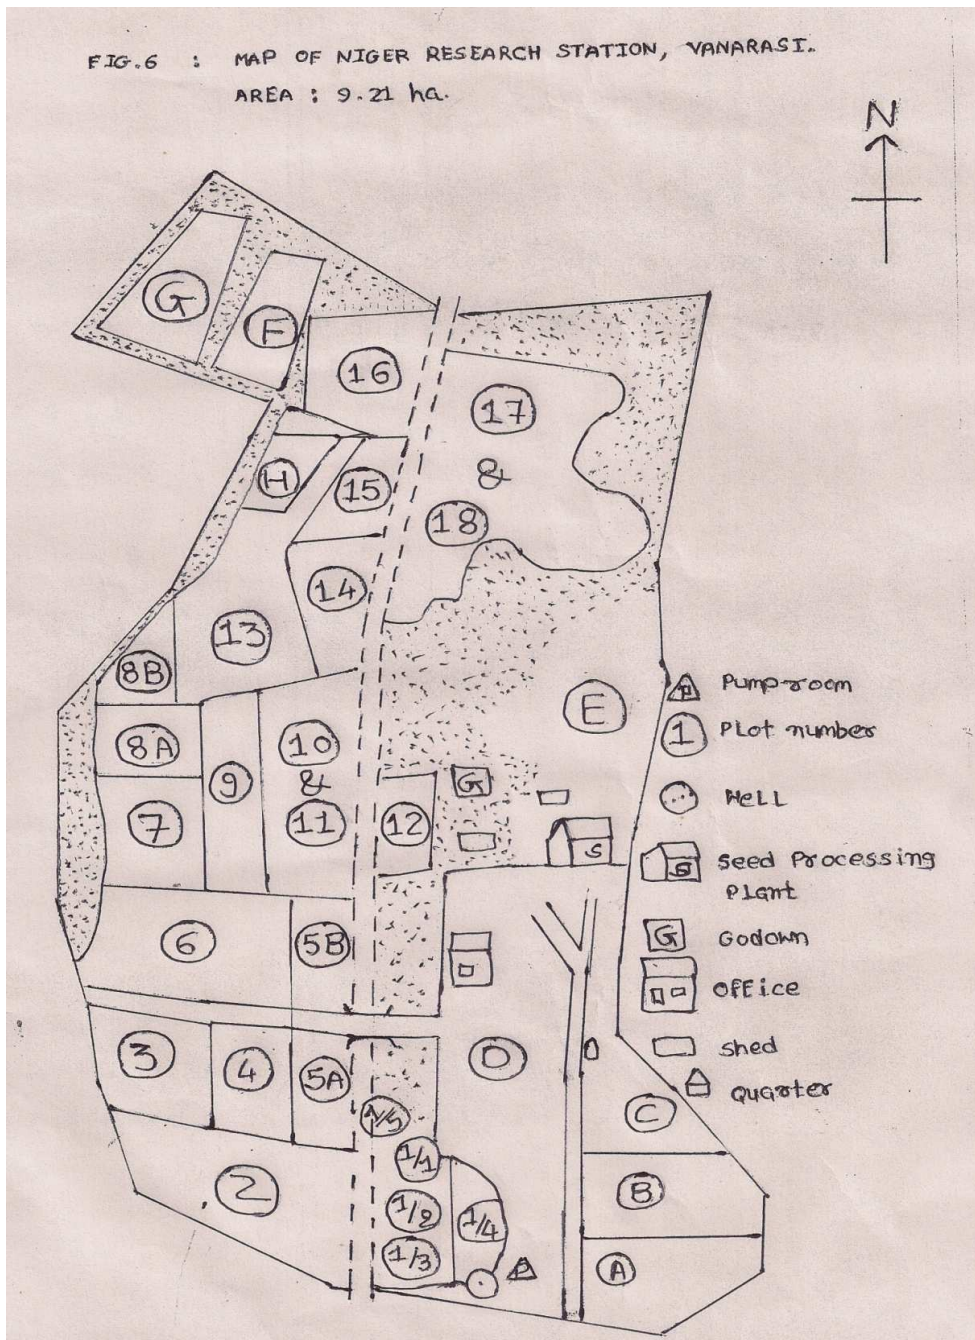 FIG.6 : MAP OF NIGER RESEARCH STATION, VANARASI.
AREA : 9.21 ha.
N
G
F
16
17
&
18
H
15
14
13
8B
8A
E
Pump-room
1 Plot number
10
&
11
9
7
12
G
Well
S
S Seed Processing
Plant
6
5B
G Godown
Office
3
4
5A
D
Shed
Quarter
C
1/5
1/1
2
1/2
1/4
B
1/3
P
A